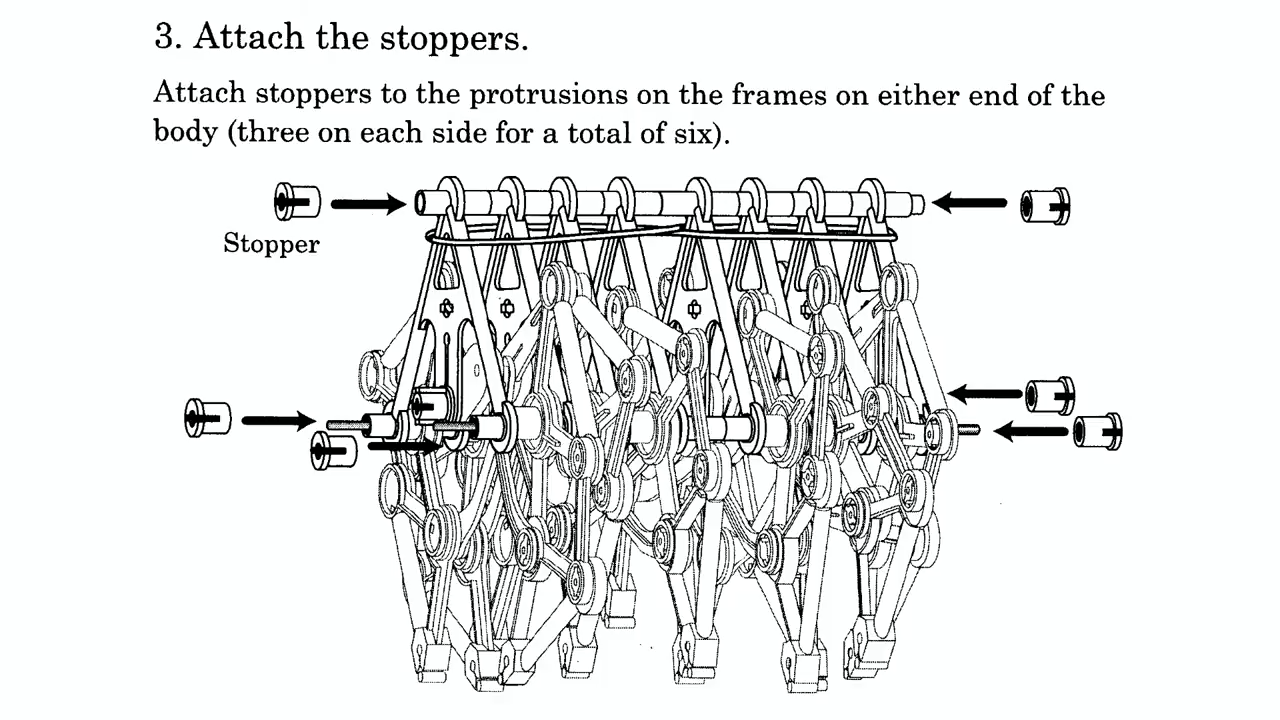 3. Attach the stoppers.
Attach stoppers to the protrusions on the frames on either end of the
body (three on each side for a total of six).
Stopper